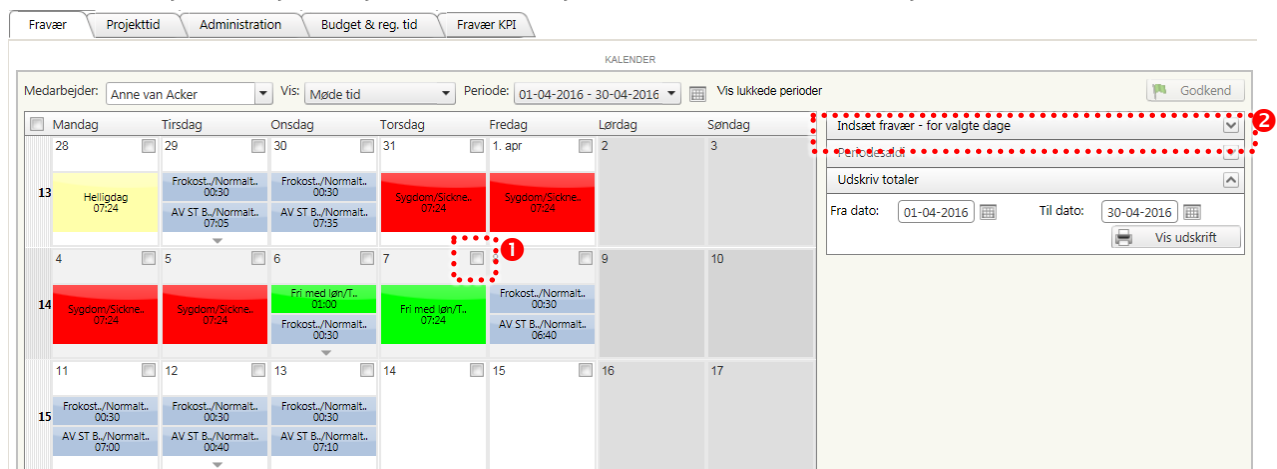 Fravær Projekttid Administration Budget & reg. tid Fravær KPI
KALENDER
Medarbejder: Anne van Acker Vis: Møde tid Periode: 01-04-2016 - 30-04-2016 Vis lukkede perioder Godkend
Mandag Tirsdag Onsdag Torsdag Fredag Lørdag Søndag
Indsæt fravær - for valgte dage
2
Periodesaldi
Udskriv totaler
Fra dato: 01-04-2016 Til dato: 30-04-2016
Vis udskrift
28 29 30 31 1. apr 2 3
13
Helligdag
07:24
Frokost../Normalt..
00:30
AV ST B../Normalt..
07:05
Frokost../Normalt..
00:30
AV ST B../Normalt..
07:35
Sygdom/Sickne..
07:24
Sygdom/Sickne..
07:24
1
4 5 6 7 8 9 10
14
Sygdom/Sickne..
07:24
Sygdom/Sickne..
07:24
Fri med løn/T..
01:00
Frokost../Normalt..
00:30
Fri med løn/T..
07:24
Frokost../Normalt..
00:30
AV ST B../Normalt..
06:40
11 12 13 14 15 16 17
15
Frokost../Normalt..
00:30
AV ST B../Normalt..
07:00
Frokost../Normalt..
00:30
AV ST B../Normalt..
00:40
Frokost../Normalt..
00:30
AV ST B../Normalt..
07:10